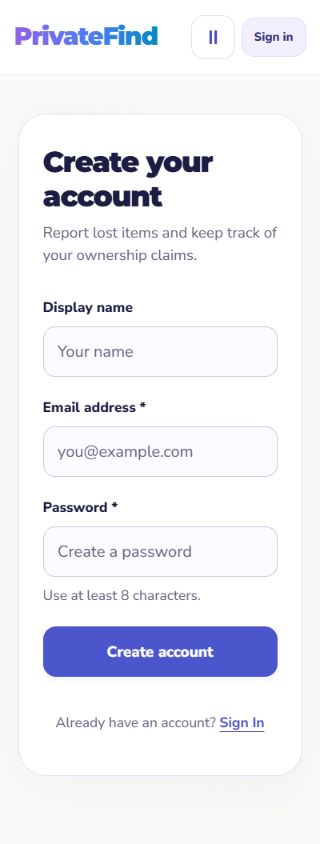 PrivateFind
Sign in
Create your
account
Report lost items and keep track of
your ownership claims.
Display name
Your name
Email address *
you@example.com
Password *
Create a password
Use at least 8 characters.
Create account
Already have an account? Sign In